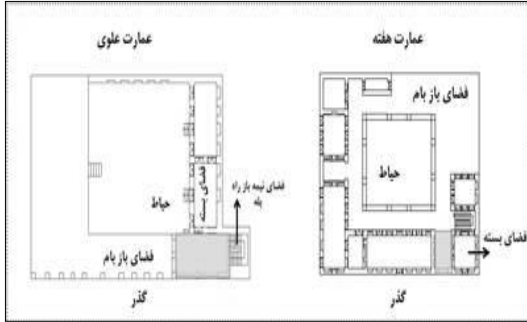 عمارت هفته
فضای باز بام
حیاط
فضای بسته
گذر
عمارت علوی
فضای بسته
حیاط
فضای نیمه باز راه
پله
فضای باز بام
گذر